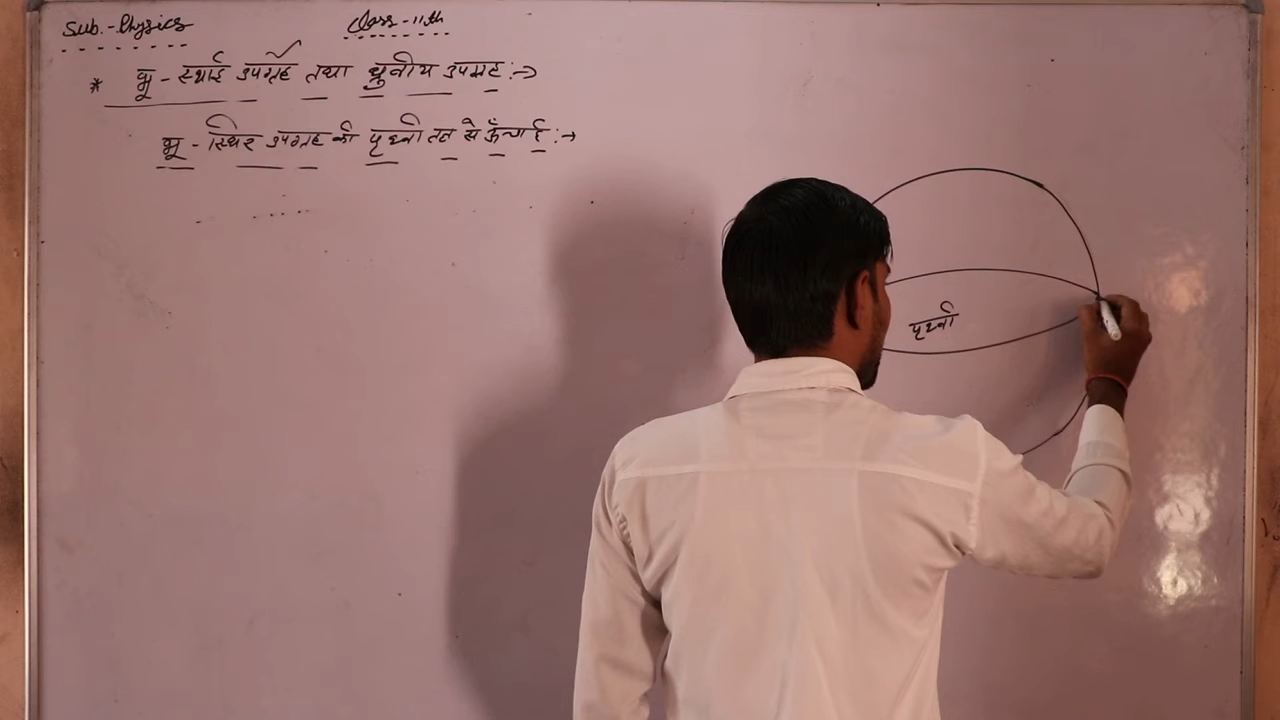 Sub.-Physics
Class-11th
* भू-स्थाई उपग्रह तथा ध्रुवीय उपग्रह :->
भू-स्थिर उपग्रह की पृथ्वी तल से ऊँचाई :->
पृथ्वी